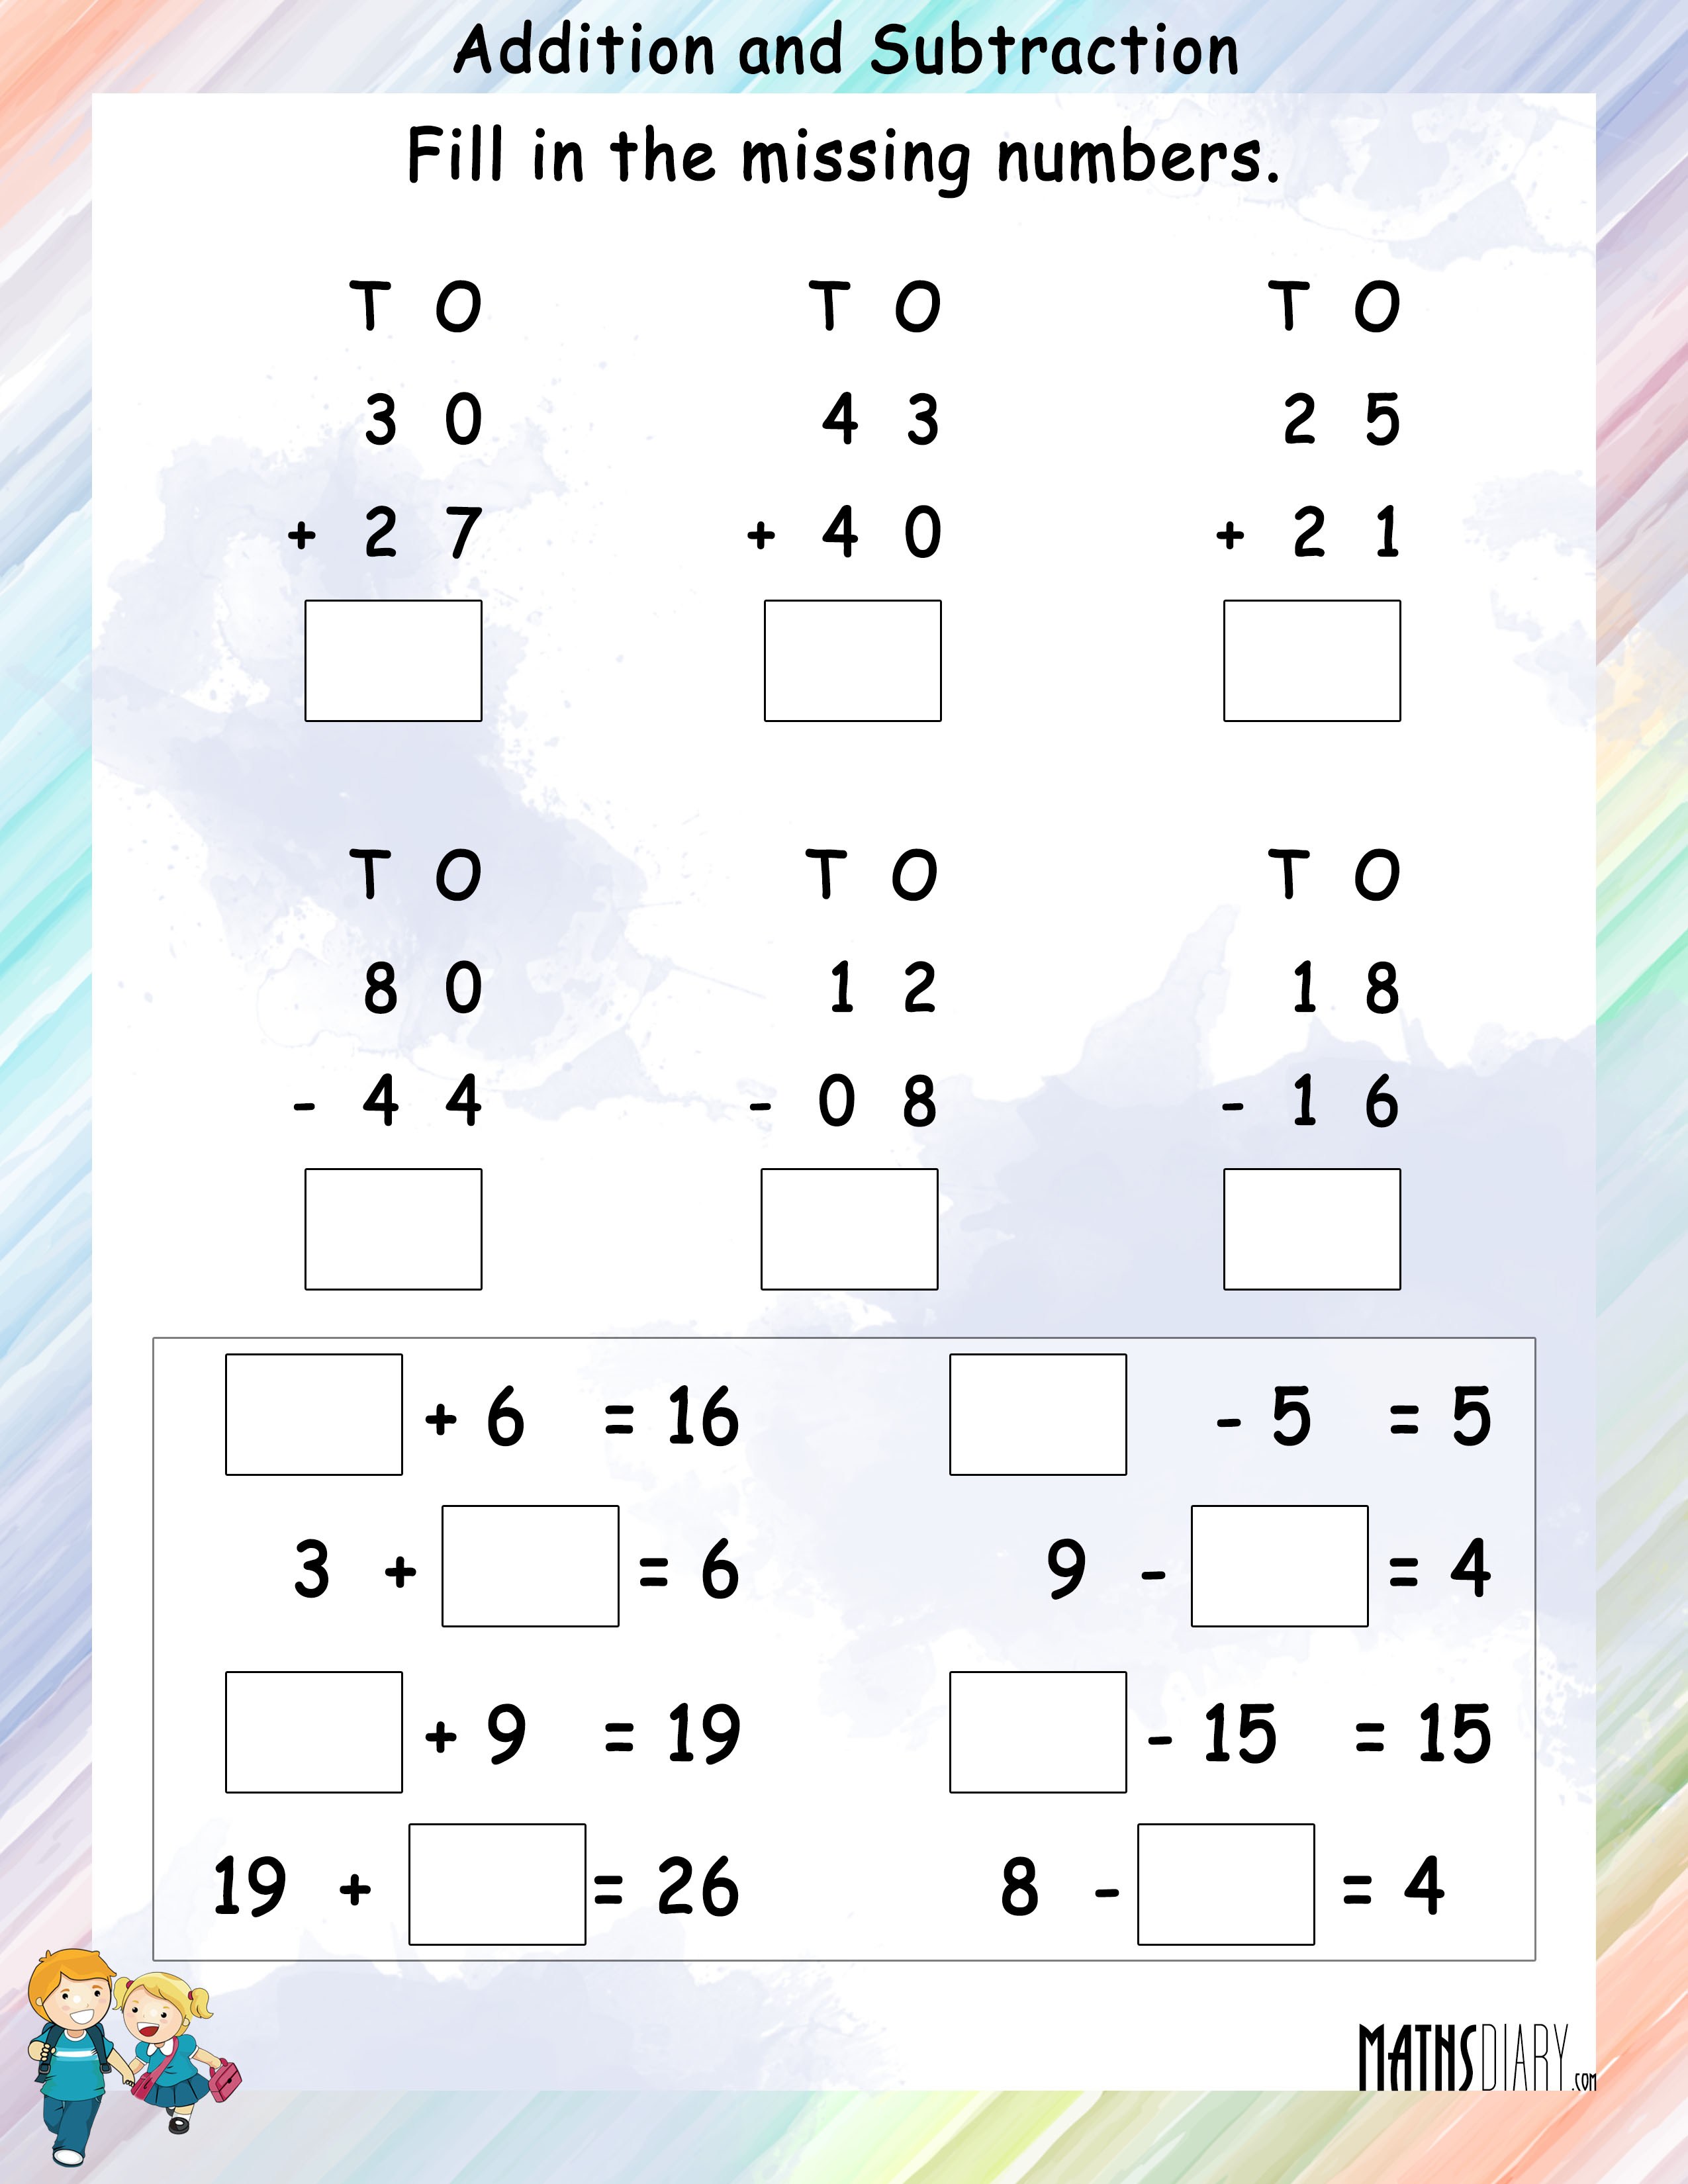 Addition and Subtraction
Fill in the missing numbers.
T O T O T O
3 0 4 3 2 5
+ 2 7 + 4 0 + 2 1
T O T O T O
8 0 1 2 1 8
- 4 4 - 0 8 - 1 6
+ 6 = 16 - 5 = 5
3 + = 6 9 - = 4
+ 9 = 19 - 15 = 15
19 + = 26 8 - = 4
MATHSDIARY.COM